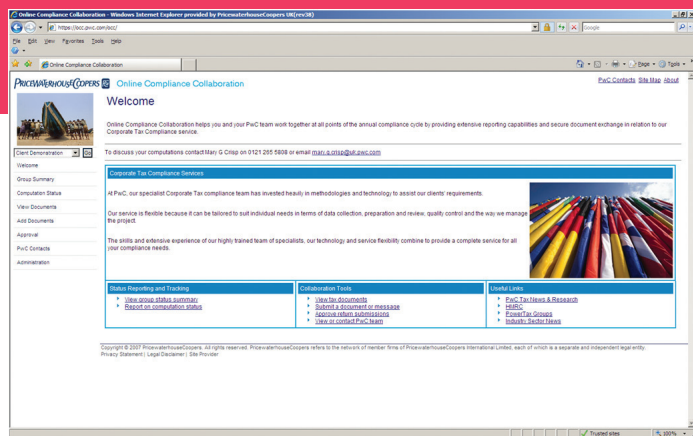 Online Compliance Collaboration - Windows Internet Explorer provided by PricewaterhouseCoopers UK(rev38)
https://occ.pwc.com/occ/
Google
File Edit View Favorites Tools Help
Online Compliance Collaboration
Page Tools
PRICEWATERHOUSECOOPERS
Online Compliance Collaboration
PwC Contacts Site Map About
Welcome
Online Compliance Collaboration helps you and your PwC team work together at all points of the annual compliance cycle by providing extensive reporting capabilities and secure document exchange in relation to our
Corporate Tax Compliance service.
Client Demonstration Go
To discuss your computations contact Mary G Crisp on 0121 265 5808 or email mary.g.crisp@uk.pwc.com
Welcome
Group Summary
Computation Status
View Documents
Add Documents
Approval
PwC Contacts
Administration
Corporate Tax Compliance Services
At PwC, our specialist Corporate Tax compliance team has invested heavily in methodologies and technology to assist our clients' requirements.
Our service is flexible because it can be tailored to suit individual needs in terms of data collection, preparation and review, quality control and the way we manage
the project.
The skills and extensive experience of our highly trained team of specialists, our technology and service flexibility combine to provide a complete service for all
your compliance needs.
Status Reporting and Tracking
View group status summary
Report on computation status
Collaboration Tools
View tax documents
Submit a document or message
Approve return submissions
View or contact PwC team
Useful Links
PwC Tax News & Research
HMRC
PowerTax Groups
Industry Sector News
Copyright © 2007 PricewaterhouseCoopers. All rights reserved. PricewaterhouseCoopers refers to the network of member firms of PricewaterhouseCoopers International Limited, each of which is a separate and independent legal entity.
Privacy Statement | Legal Disclaimer | Site Provider
Trusted sites
100%